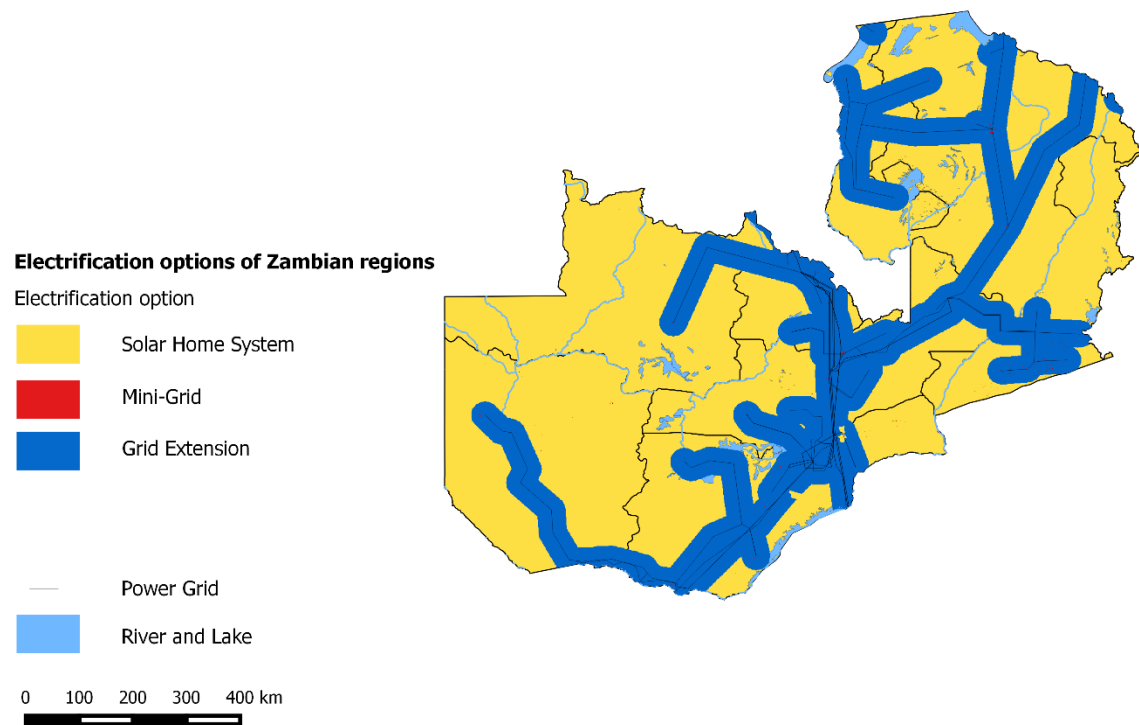 Electrification options of Zambian regions
Electrification option
Solar Home System
Mini-Grid
Grid Extension
Power Grid
River and Lake
0 100 200 300 400 km